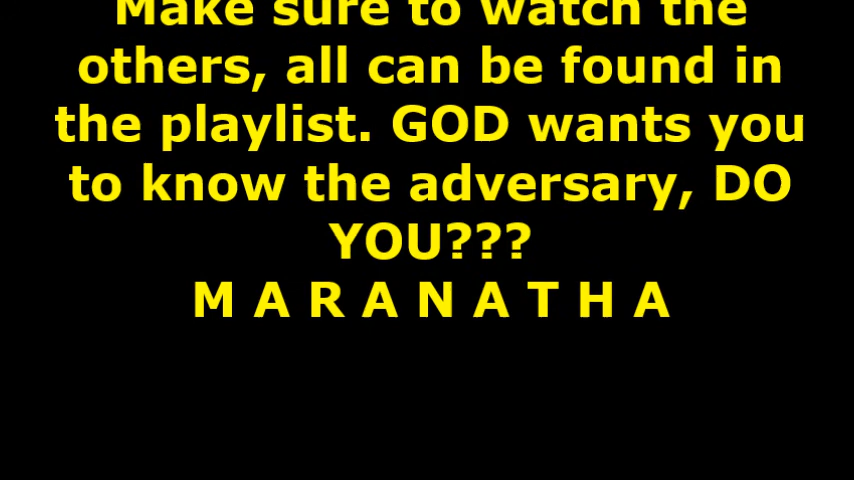 Make sure to watch the
others, all can be found in
the playlist. GOD wants you
to know the adversary, DO
YOU???
M A R A N A T H A